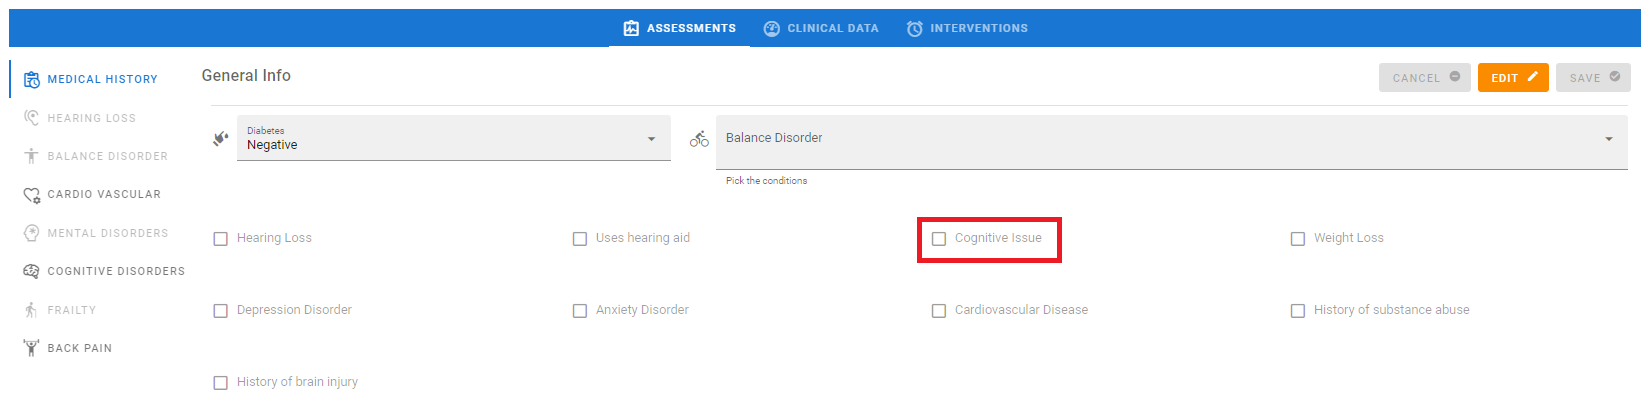 ASSESSMENTS CLINICAL DATA INTERVENTIONS
MEDICAL HISTORY
HEARING LOSS
BALANCE DISORDER
CARDIO VASCULAR
MENTAL DISORDERS
COGNITIVE DISORDERS
FRAILTY
BACK PAIN
General Info
CANCEL EDIT SAVE
Diabetes
Negative
Balance Disorder
Pick the conditions
Hearing Loss Uses hearing aid Cognitive Issue Weight Loss
Depression Disorder Anxiety Disorder Cardiovascular Disease History of substance abuse
History of brain injury